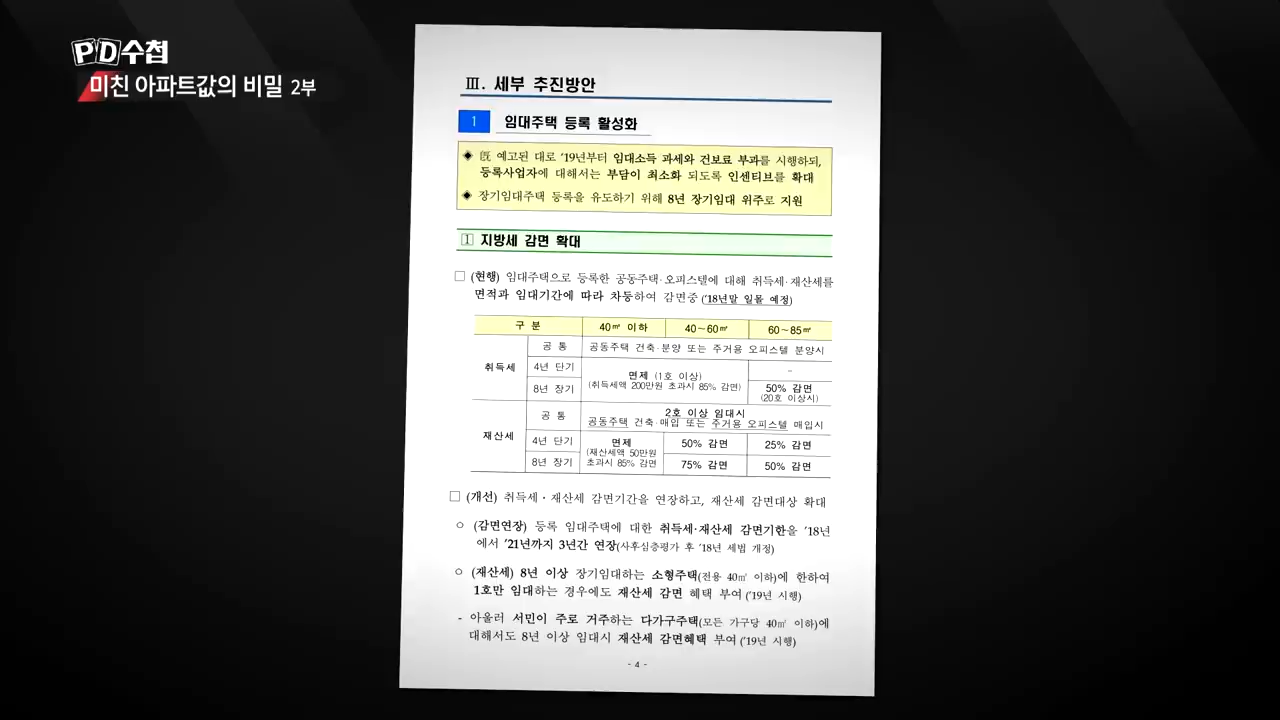 PD수첩
미친 아파트값의 비밀 2부
Ⅲ. 세부 추진방안
1 임대주택 등록 활성화
◈ 旣 예고된 대로 '19년부터 임대소득 과세와 건보료 부과를 시행하되,
등록사업자에 대해서는 부담이 최소화 되도록 인센티브를 확대
◈ 장기임대주택 등록을 유도하기 위해 8년 장기임대 위주로 지원
1 지방세 감면 확대
□ (현행) 임대주택으로 등록한 공동주택·오피스텔에 대해 취득세·재산세를
면적과 임대기간에 따라 차등하여 감면중 ('18년말 일몰 예정)
구 분 40㎡ 이하 40~60㎡ 60~85㎡
취득세 공 통 공동주택 건축·분양 또는 주거용 오피스텔 분양시
4년 단기 면제 (1호 이상) -
8년 장기 (취득세액 200만원 초과시 85% 감면) 50% 감면
(20호 이상시)
재산세 공 통 2호 이상 임대시
공동주택 건축·매입 또는 주거용 오피스텔 매입시
4년 단기 면제 50% 감면 25% 감면
(재산세액 50만원
8년 장기 초과시 85% 감면 75% 감면 50% 감면
□ (개선) 취득세·재산세 감면기간을 연장하고, 재산세 감면대상 확대
ㅇ (감면연장) 등록 임대주택에 대한 취득세·재산세 감면기한을 '18년
에서 '21년까지 3년간 연장(사후심층평가 후 '18년 세법 개정)
ㅇ (재산세) 8년 이상 장기임대하는 소형주택(전용 40㎡ 이하)에 한하여
1호만 임대하는 경우에도 재산세 감면 혜택 부여 ('19년 시행)
- 아울러 서민이 주로 거주하는 다가구주택(모든 가구당 40㎡ 이하)에
대해서도 8년 이상 임대시 재산세 감면혜택 부여 ('19년 시행)
- 4 -